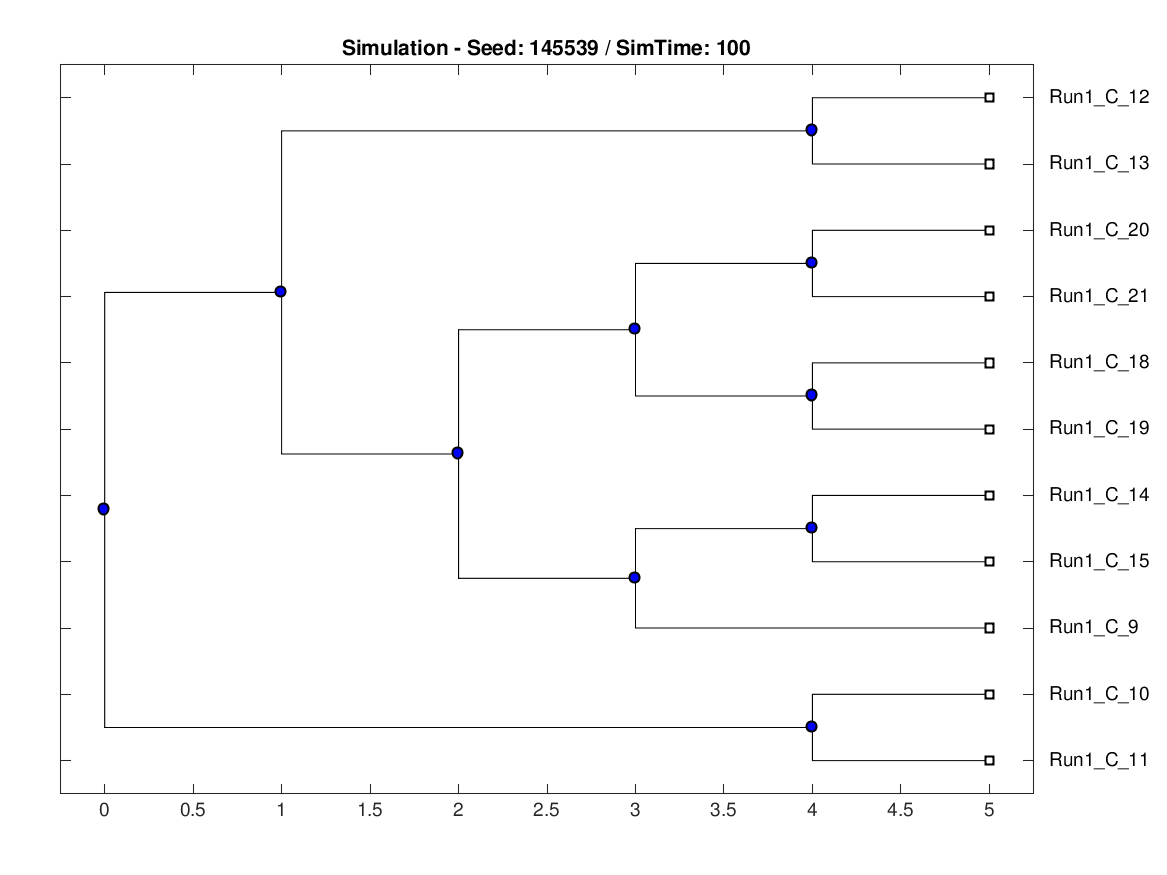 Simulation - Seed: 145539 / SimTime: 100
Run1_C_12
Run1_C_13
Run1_C_20
Run1_C_21
Run1_C_18
Run1_C_19
Run1_C_14
Run1_C_15
Run1_C_9
Run1_C_10
Run1_C_11
0 0.5 1 1.5 2 2.5 3 3.5 4 4.5 5